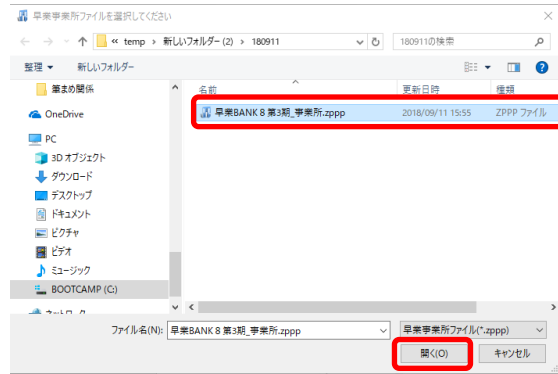 早業事業所ファイルを選択してください
« temp › 新しいフォルダー (2) › 180911
180911の検索
整理 新しいフォルダー
筆まめ関係
OneDrive
PC
3D オブジェクト
ダウンロード
デスクトップ
ドキュメント
ピクチャ
ビデオ
ミュージック
BOOTCAMP (C:)
名前 更新日時 種類
早業BANK 8 第3期_事業所.zppp 2018/09/11 15:55 ZPPP ファイル
ファイル名(N): 早業BANK 8 第3期_事業所.zppp 早業事業所ファイル(*.zppp)
開く(O) キャンセル